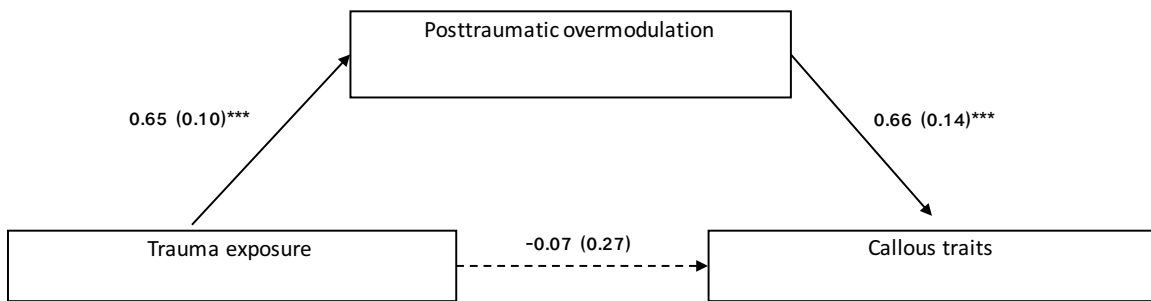 Posttraumatic overmodulation
0.65 (0.10)***
0.66 (0.14)***
Trauma exposure
-0.07 (0.27)
Callous traits